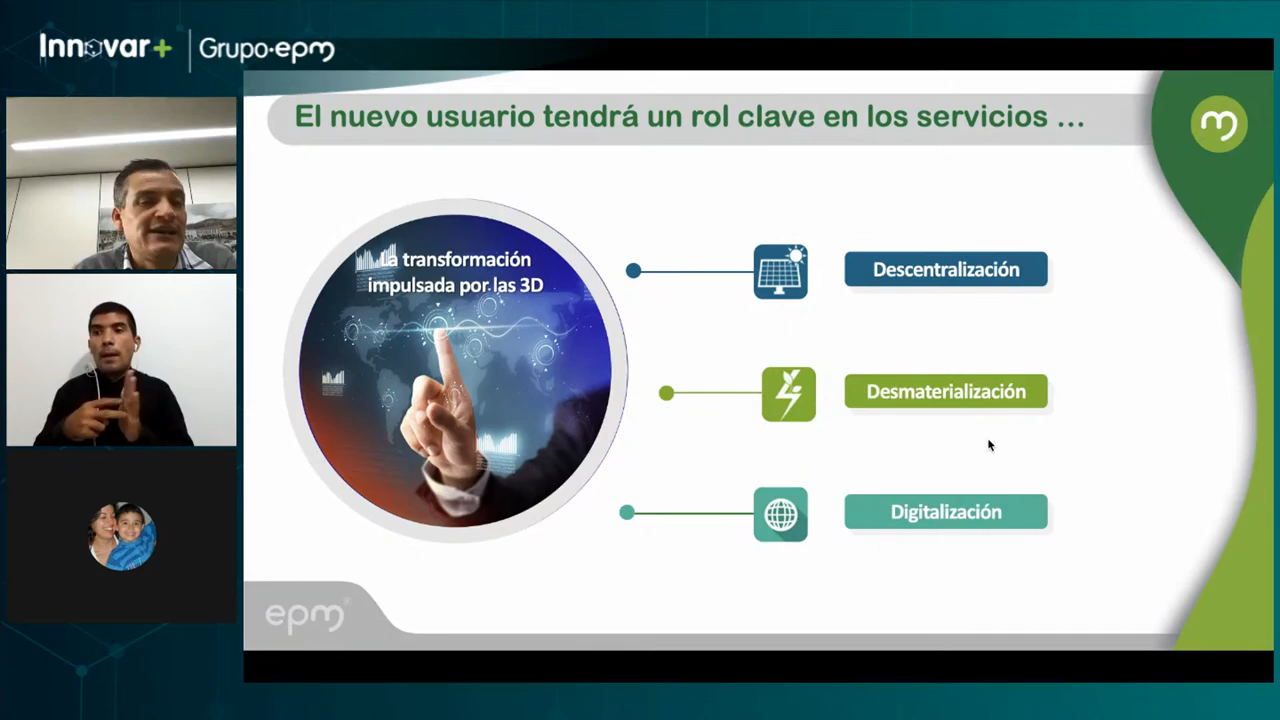 Innovar+
Grupo·epm
El nuevo usuario tendrá un rol clave en los servicios ...
La transformación
impulsada por las 3D
Descentralización
Desmaterialización
Digitalización
epm®